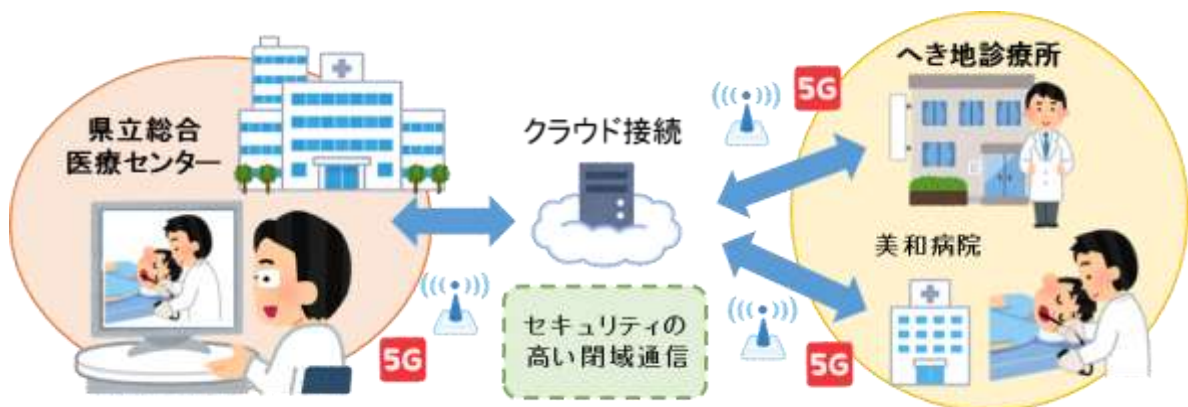 県立総合
医療センター
クラウド接続
セキュリティの
高い閉域通信
5G
5G
へき地診療所
美和病院
5G